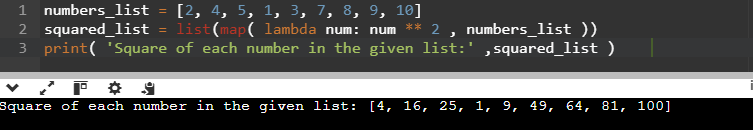 1 numbers_list = [2, 4, 5, 1, 3, 7, 8, 9, 10]
2 squared_list = list(map( lambda num: num ** 2 , numbers_list ))
3 print( 'Square of each number in the given list:' ,squared_list )
Square of each number in the given list: [4, 16, 25, 1, 9, 49, 64, 81, 100]